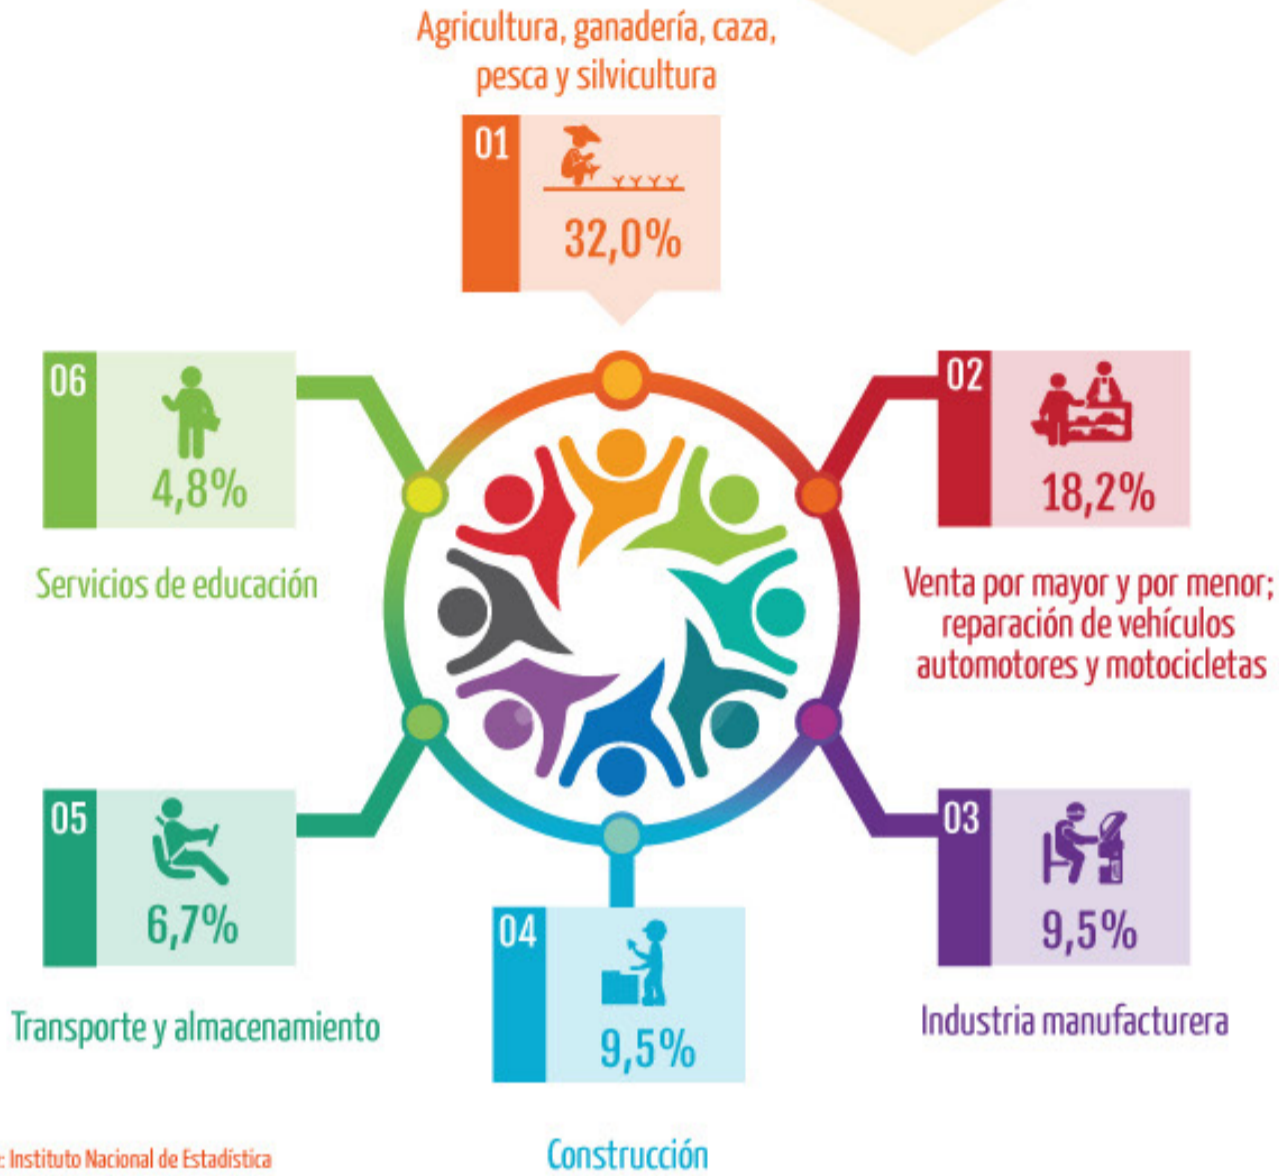 Agricultura, ganadería, caza,
pesca y silvicultura
01
32,0%
06
4,8%
Servicios de educación
02
18,2%
Venta por mayor y por menor;
reparación de vehículos
automotores y motocicletas
05
6,7%
Transporte y almacenamiento
03
9,5%
Industria manufacturera
04
9,5%
Construcción
: Instituto Nacional de Estadística